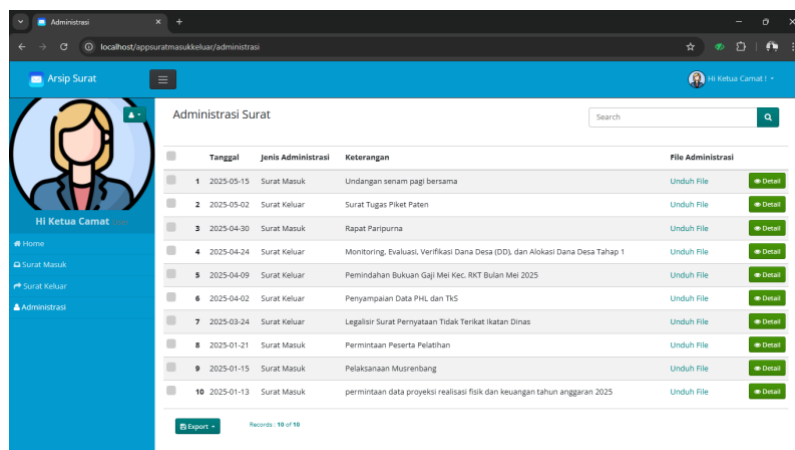 Administrasi
localhost/appsuratmasukkeluar/administrasi
Arsip Surat
Hi Ketua Camat !
Administrasi Surat
Search
Tanggal Jenis Administrasi Keterangan File Administrasi
1 2025-05-15 Surat Masuk Undangan senam pagi bersama Unduh File Detail
2 2025-05-02 Surat Keluar Surat Tugas Piket Paten Unduh File Detail
3 2025-04-30 Surat Masuk Rapat Paripurna Unduh File Detail
4 2025-04-24 Surat Keluar Monitoring, Evaluasi, Verifikasi Dana Desa (DD), dan Alokasi Dana Desa Tahap 1 Unduh File Detail
5 2025-04-09 Surat Keluar Pemindahan Bukuan Gaji Mei Kec. RKT Bulan Mei 2025 Unduh File Detail
6 2025-04-02 Surat Keluar Penyampaian Data PHL dan TkS Unduh File Detail
7 2025-03-24 Surat Keluar Legalisir Surat Pernyataan Tidak Terikat Ikatan Dinas Unduh File Detail
8 2025-01-21 Surat Masuk Permintaan Peserta Pelatihan Unduh File Detail
9 2025-01-15 Surat Masuk Pelaksanaan Musrenbang Unduh File Detail
10 2025-01-13 Surat Masuk permintaan data proyeksi realisasi fisik dan keuangan tahun anggaran 2025 Unduh File Detail
Export
Records : 10 of 10
Hi Ketua Camat
Home
Surat Masuk
Surat Keluar
Administrasi